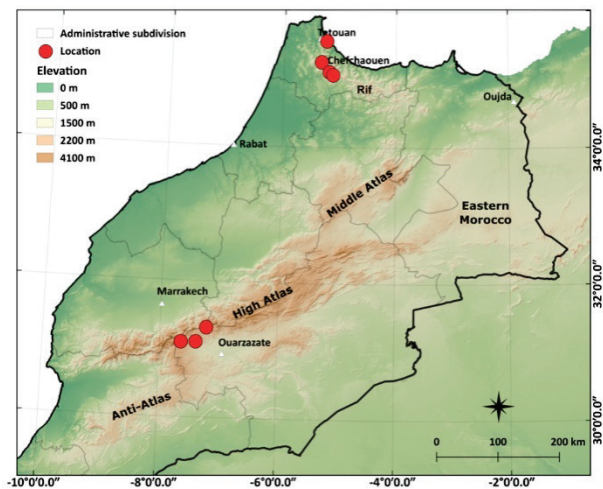 Administrative subdivision
Location
Elevation
0 m
500 m
1500 m
2200 m
4100 m
Tetouan
Chefchaouen
Rif
Oujda
Rabat
Middle Atlas
Eastern
Morocco
Marrakech
High Atlas
Ouarzazate
Anti-Atlas
0 100 200 km
34°0'0.0"
32°0'0.0"
30°0'0.0"
-10°0'0.0" -8°0'0.0" -6°0'0.0" -4°0'0.0" -2°0'0.0"